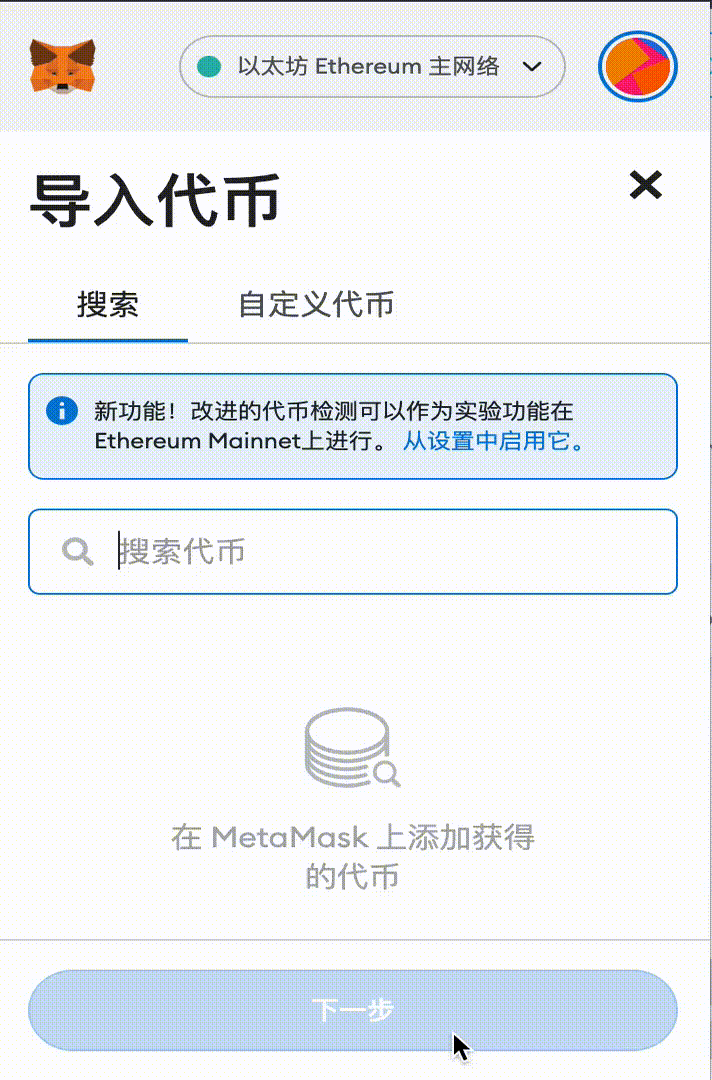 以太坊 Ethereum 主网络
导入代币
搜索 自定义代币
新功能！改进的代币检测可以作为实验功能在
Ethereum Mainnet上进行。 从设置中启用它。
搜索代币
在 MetaMask 上添加获得
的代币
下一步